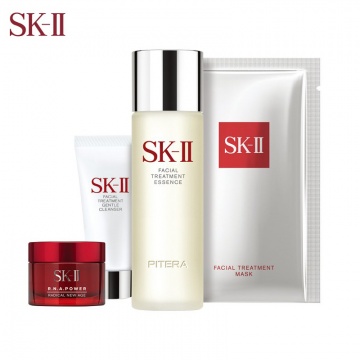 SK-II
SK-II
FACIAL
TREATMENT
GENTLE
CLEANSER
SK-II
FACIAL
TREATMENT
ESSENCE
PITERA
SK-II
FACIAL TREATMENT
MASK
SK-II
R.N.A.POWER
RADICAL NEW AGE